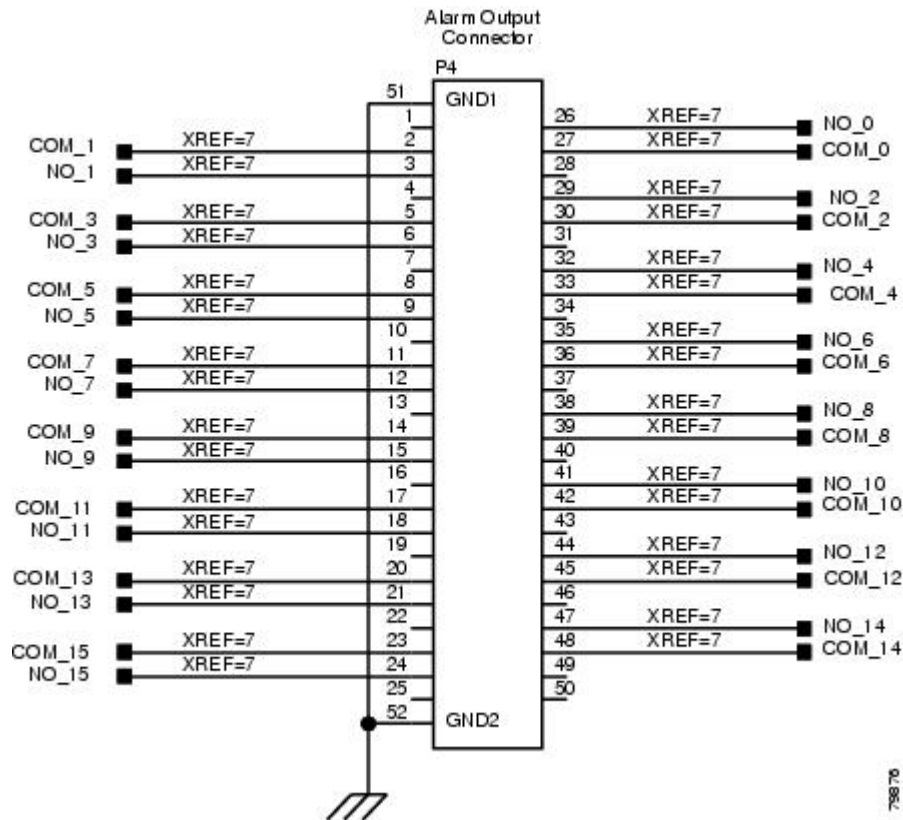 Alarm Output
Connector
P4
51 GND1
1 26 XREF=7 NO_0
COM_1 XREF=7 2 27 XREF=7 COM_0
NO_1 XREF=7 3 28
4 29 XREF=7 NO_2
COM_3 XREF=7 5 30 XREF=7 COM_2
NO_3 XREF=7 6 31
7 32 XREF=7 NO_4
COM_5 XREF=7 8 33 XREF=7 COM_4
NO_5 XREF=7 9 34
10 35 XREF=7 NO_6
COM_7 XREF=7 11 36 XREF=7 COM_6
NO_7 XREF=7 12 37
13 38 XREF=7 NO_8
COM_9 XREF=7 14 39 XREF=7 COM_8
NO_9 XREF=7 15 40
16 41 XREF=7 NO_10
COM_11 XREF=7 17 42 XREF=7 COM_10
NO_11 XREF=7 18 43
19 44 XREF=7 NO_12
COM_13 XREF=7 20 45 XREF=7 COM_12
NO_13 XREF=7 21 46
22 47 XREF=7 NO_14
COM_15 XREF=7 23 48 XREF=7 COM_14
NO_15 XREF=7 24 49
25 50
52 GND2
79876